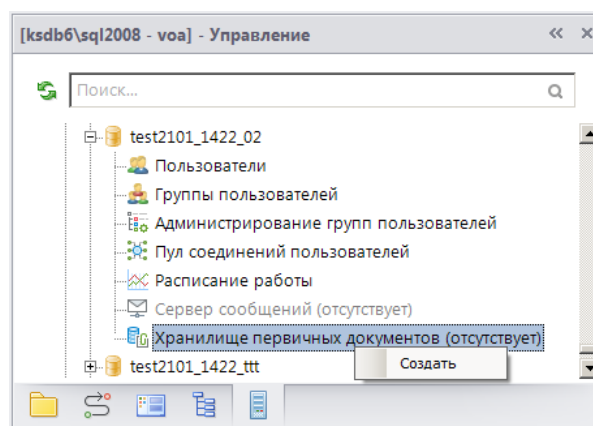 [ksdb6\sql2008 - voa] - Управление
Поиск...
test2101_1422_02
Пользователи
Группы пользователей
Администрирование групп пользователей
Пул соединений пользователей
Расписание работы
Сервер сообщений (отсутствует)
Хранилище первичных документов (отсутствует)
test2101_1422_ttt
Создать